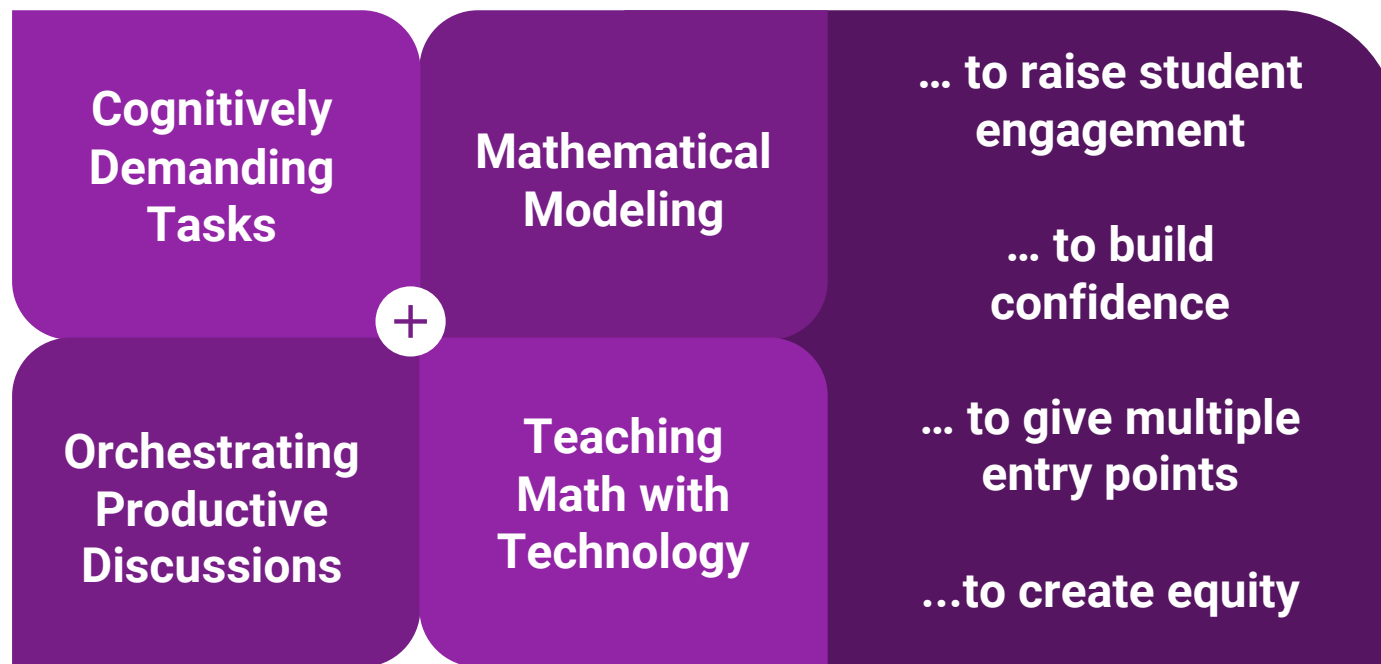 Cognitively
Demanding
Tasks
Mathematical
Modeling
Orchestrating
Productive
Discussions
Teaching
Math with
Technology
… to raise student
engagement
… to build
confidence
… to give multiple
entry points
...to create equity